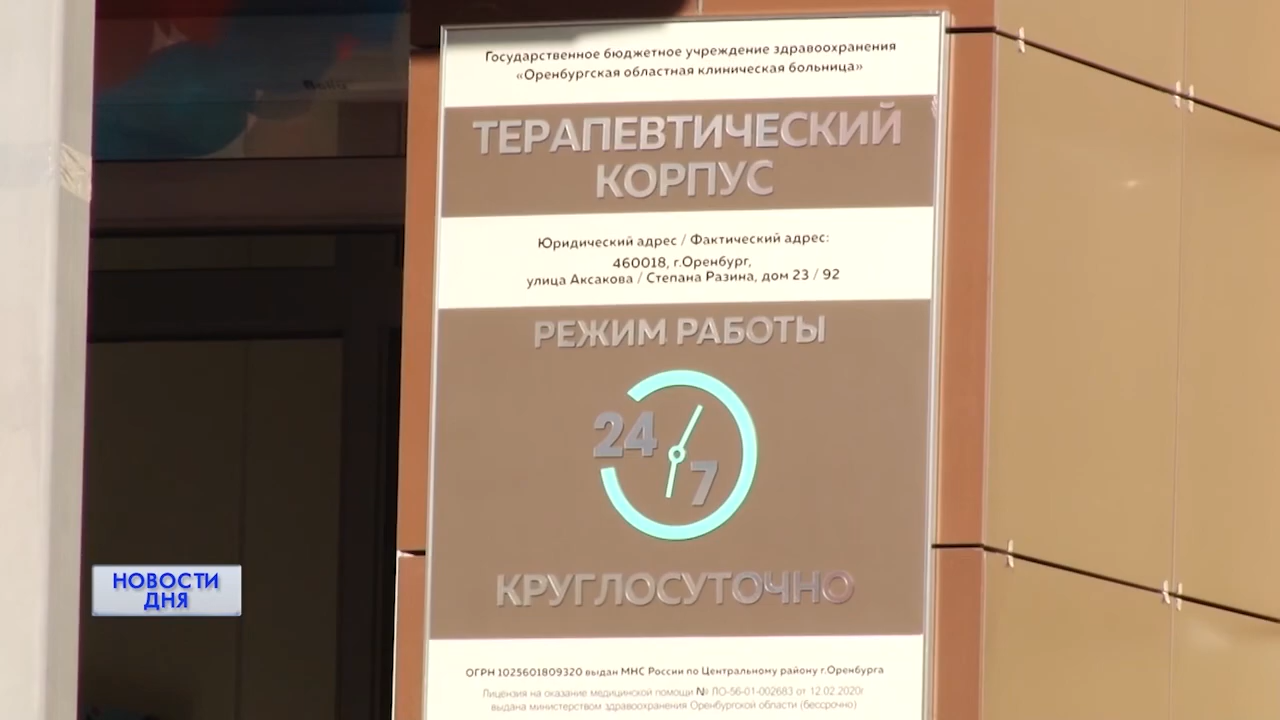 Государственное бюджетное учреждение здравоохранения
«Оренбургская областная клиническая больница»
ТЕРАПЕВТИЧЕСКИЙ
КОРПУС
Юридический адрес / Фактический адрес:
460018, г.Оренбург,
улица Аксакова / Степана Разина, дом 23 / 92
РЕЖИМ РАБОТЫ
24
7
КРУГЛОСУТОЧНО
ОГРН 1025601809320 выдан МНС России по Центральному району г.Оренбурга
Лицензия на оказание медицинской помощи № ЛО-56-01-002683 от 12.02.2020г
выдана министерством здравоохранения Оренбургской области (бессрочно)
НОВОСТИ
ДНЯ